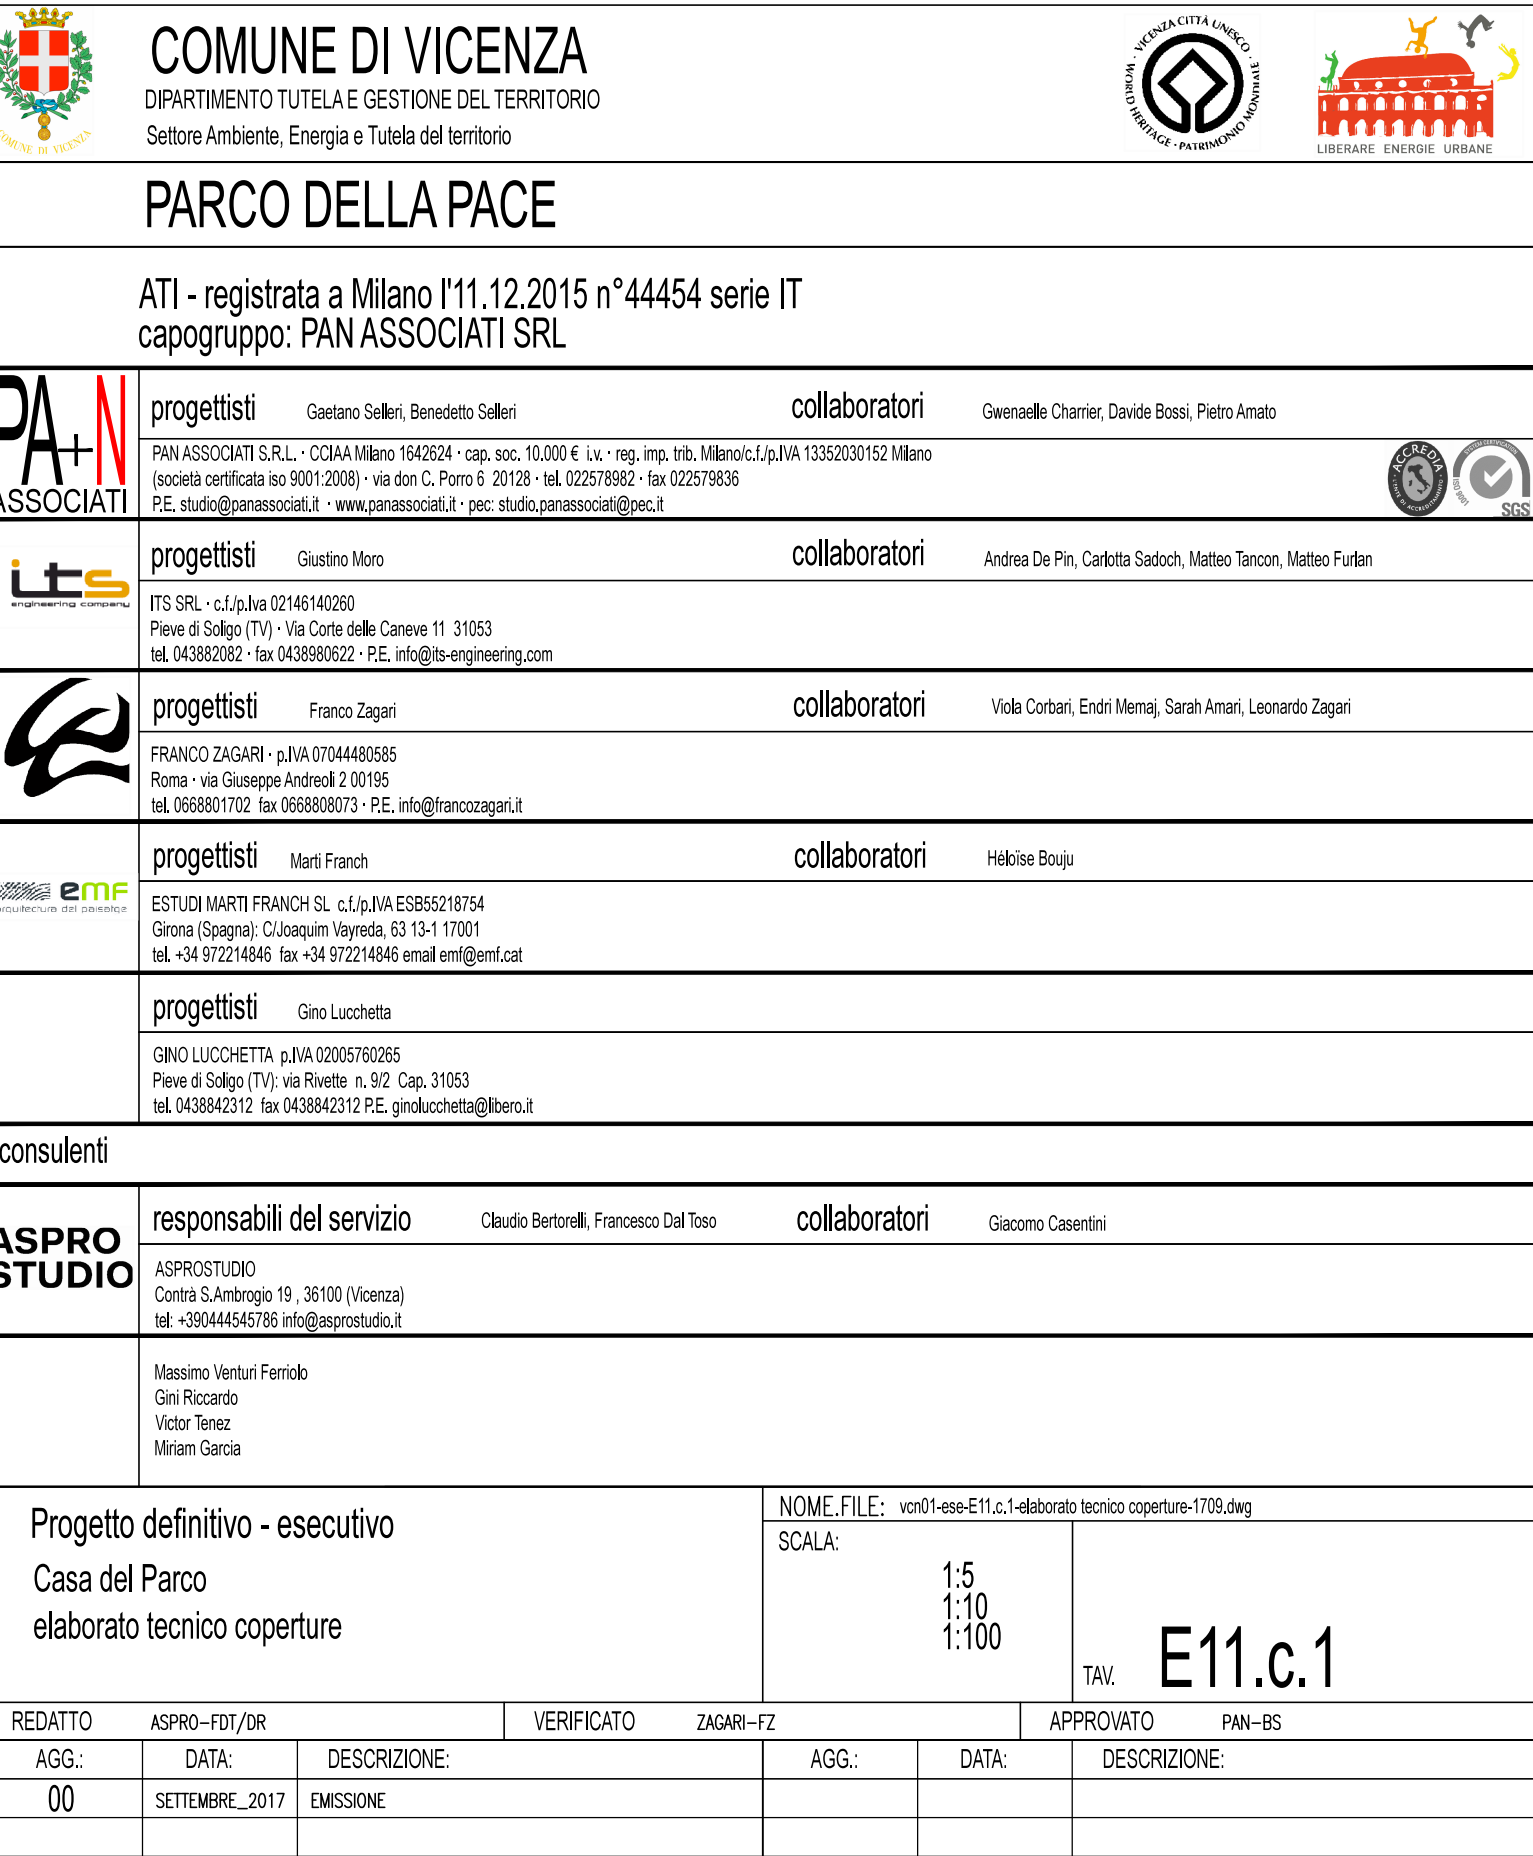 COMUNE DI VICENZA
DIPARTIMENTO TUTELA E GESTIONE DEL TERRITORIO
Settore Ambiente, Energia e Tutela del territorio
COMUNE DI VICENZA
VICENZA CITTÀ UNESCO · WORLD HERITAGE · PATRIMONIO MONDIALE ·
LIBERARE ENERGIE URBANE
PARCO DELLA PACE
ATI - registrata a Milano l'11.12.2015 n°44454 serie IT
capogruppo: PAN ASSOCIATI SRL
PA+N
ASSOCIATI
progettisti Gaetano Selleri, Benedetto Selleri collaboratori Gwenaelle Charrier, Davide Bossi, Pietro Amato
PAN ASSOCIATI S.R.L. · CCIAA Milano 1642624 · cap. soc. 10.000 € i.v. · reg. imp. trib. Milano/c.f./p.IVA 13352030152 Milano
(società certificata iso 9001:2008) · via don C. Porro 6 20128 · tel. 022578982 · fax 022579836
P.E. studio@panassociati.it · www.panassociati.it · pec: studio.panassociati@pec.it
ACCREDIA
L'ENTE DI ACCREDITAMENTO
SYSTEM CERTIFICATION
ISO 9001
SGS
its
engineering company
progettisti Giustino Moro collaboratori Andrea De Pin, Carlotta Sadoch, Matteo Tancon, Matteo Furlan
ITS SRL · c.f./p.Iva 02146140260
Pieve di Soligo (TV) · Via Corte delle Caneve 11 31053
tel. 043882082 · fax 0438980622 · P.E. info@its-engineering.com
progettisti Franco Zagari collaboratori Viola Corbari, Endri Memaj, Sarah Amari, Leonardo Zagari
FRANCO ZAGARI · p.IVA 07044480585
Roma · via Giuseppe Andreoli 2 00195
tel. 0668801702 fax 0668808073 · P.E. info@francozagari.it
emf
arquitectura del paisatge
progettisti Marti Franch collaboratori Héloïse Bouju
ESTUDI MARTI FRANCH SL c.f./p.IVA ESB55218754
Girona (Spagna): C/Joaquim Vayreda, 63 13-1 17001
tel. +34 972214846 fax +34 972214846 email emf@emf.cat
progettisti Gino Lucchetta
GINO LUCCHETTA p.IVA 02005760265
Pieve di Soligo (TV): via Rivette n. 9/2 Cap. 31053
tel. 0438842312 fax 0438842312 P.E. ginolucchetta@libero.it
consulenti
ASPRO
STUDIO
responsabili del servizio Claudio Bertorelli, Francesco Dal Toso collaboratori Giacomo Casentini
ASPROSTUDIO
Contrà S.Ambrogio 19 , 36100 (Vicenza)
tel: +390444545786 info@asprostudio.it
Massimo Venturi Ferriolo
Gini Riccardo
Victor Tenez
Miriam Garcia
Progetto definitivo - esecutivo
Casa del Parco
elaborato tecnico coperture
NOME.FILE: vcn01-ese-E11.c.1-elaborato tecnico coperture-1709.dwg
SCALA:
1:5
1:10
1:100
TAV. E11.c.1
REDATTO ASPRO-FDT/DR VERIFICATO ZAGARI-FZ APPROVATO PAN-BS
AGG.: DATA: DESCRIZIONE: AGG.: DATA: DESCRIZIONE:
00 SETTEMBRE_2017 EMISSIONE